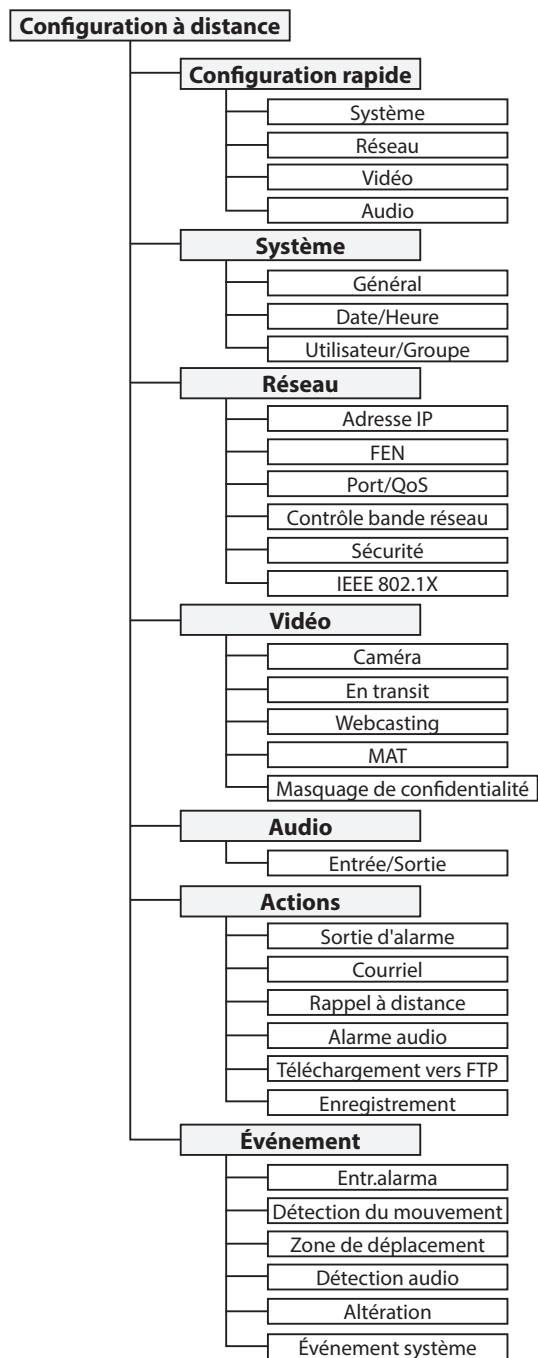 Configuration à distance
Configuration rapide
Système
Réseau
Vidéo
Audio
Système
Général
Date/Heure
Utilisateur/Groupe
Réseau
Adresse IP
FEN
Port/QoS
Contrôle bande réseau
Sécurité
IEEE 802.1X
Vidéo
Caméra
En transit
Webcasting
MAT
Masquage de confidentialité
Audio
Entrée/Sortie
Actions
Sortie d'alarme
Courriel
Rappel à distance
Alarme audio
Téléchargement vers FTP
Enregistrement
Événement
Entr.alarma
Détection du mouvement
Zone de déplacement
Détection audio
Altération
Événement système